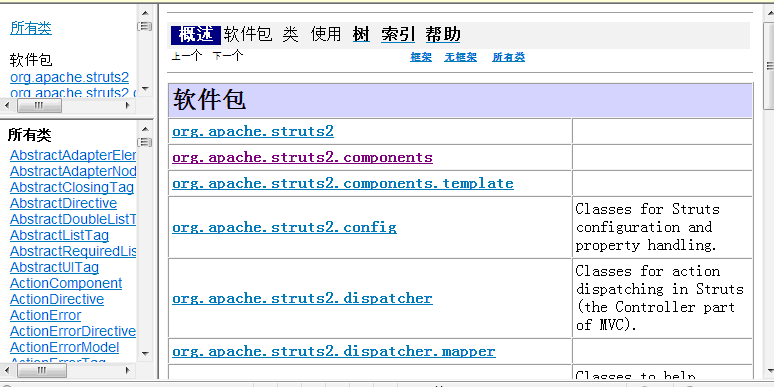 所有类
软件包
org.apache.struts2
所有类
AbstractAdapterEler
AbstractAdapterNod
AbstractClosingTag
AbstractDirective
AbstractDoubleListT
AbstractListTag
AbstractRequiredLis
AbstractUITag
ActionComponent
ActionDirective
ActionError
ActionErrorDirective
ActionErrorModel
概述 软件包 类 使用 树 索引 帮助
上一个 下一个 框架 无框架 所有类
软件包
org.apache.struts2
org.apache.struts2.components
org.apache.struts2.components.template
org.apache.struts2.config
Classes for Struts
configuration and
property handling.
org.apache.struts2.dispatcher
Classes for action
dispatching in Struts
(the Controller part
of MVC).
org.apache.struts2.dispatcher.mapper
Classes to help